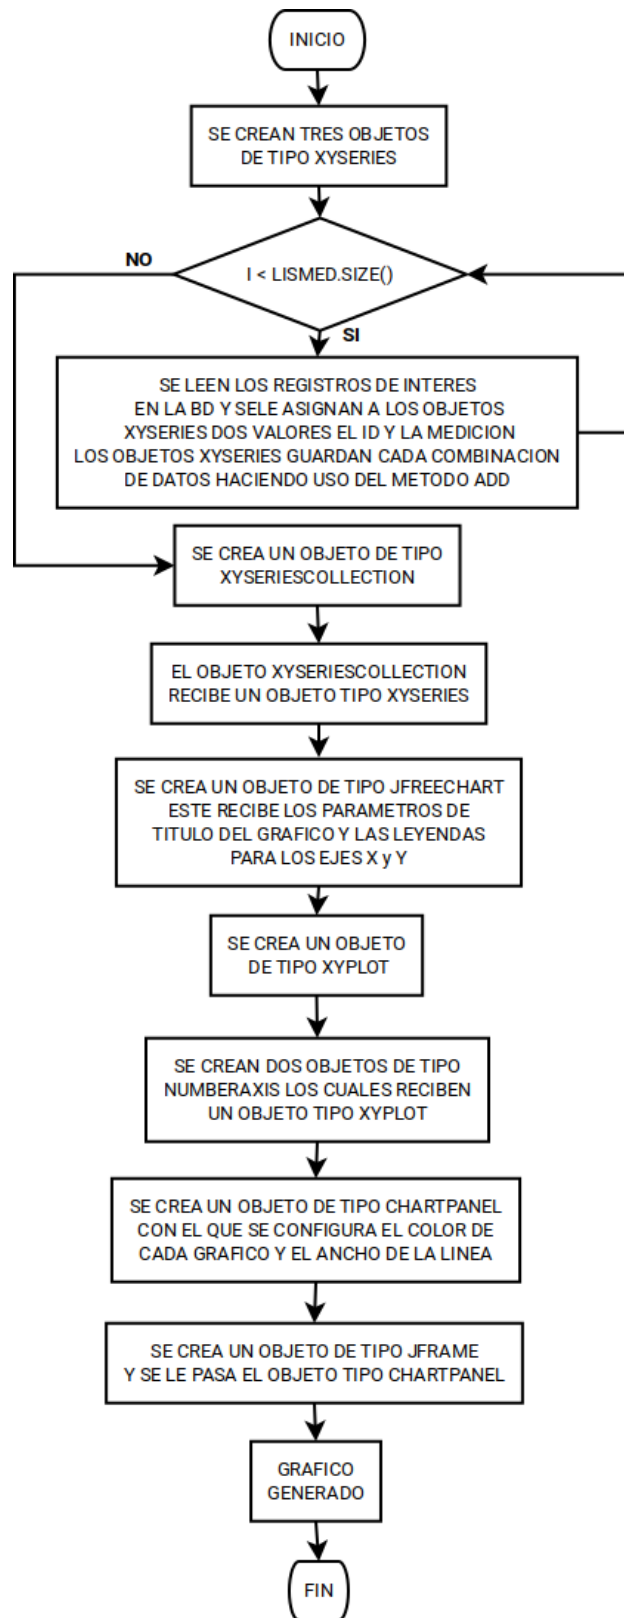 INICIO
SE CREAN TRES OBJETOS
DE TIPO XYSERIES
NO
I < LISMED.SIZE()
SI
SE LEEN LOS REGISTROS DE INTERES
EN LA BD Y SELE ASIGNAN A LOS OBJETOS
XYSERIES DOS VALORES EL ID Y LA MEDICION
LOS OBJETOS XYSERIES GUARDAN CADA COMBINACION
DE DATOS HACIENDO USO DEL METODO ADD
SE CREA UN OBJETO DE TIPO
XYSERIESCOLLECTION
EL OBJETO XYSERIESCOLLECTION
RECIBE UN OBJETO TIPO XYSERIES
SE CREA UN OBJETO DE TIPO JFREECHART
ESTE RECIBE LOS PARAMETROS DE
TITULO DEL GRAFICO Y LAS LEYENDAS
PARA LOS EJES X y Y
SE CREA UN OBJETO
DE TIPO XYPLOT
SE CREAN DOS OBJETOS DE TIPO
NUMBERAXIS LOS CUALES RECIBEN
UN OBJETO TIPO XYPLOT
SE CREA UN OBJETO DE TIPO CHARTPANEL
CON EL QUE SE CONFIGURA EL COLOR DE
CADA GRAFICO Y EL ANCHO DE LA LINEA
SE CREA UN OBJETO DE TIPO JFRAME
Y SE LE PASA EL OBJETO TIPO CHARTPANEL
GRAFICO
GENERADO
FIN